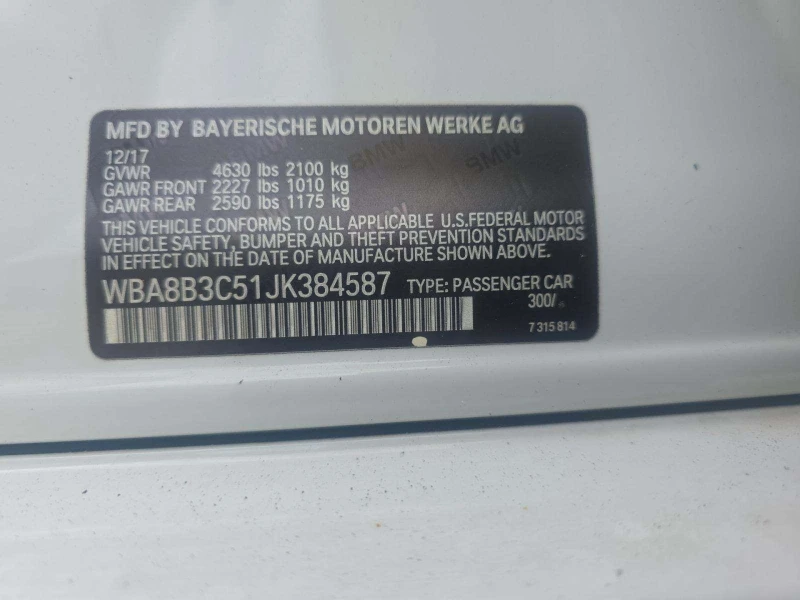 MFD BY BAYERISCHE MOTOREN WERKE AG
12/17
GVWR 4630 lbs 2100 kg
GAWR FRONT 2227 lbs 1010 kg
GAWR REAR 2590 lbs 1175 kg
THIS VEHICLE CONFORMS TO ALL APPLICABLE U.S.FEDERAL MOTOR
VEHICLE SAFETY, BUMPER AND THEFT PREVENTION STANDARDS
IN EFFECT ON THE DATE OF MANUFACTURE SHOWN ABOVE.
WBA8B3C51JK384587 TYPE: PASSENGER CAR
300/
7 315 814
BMW
BMW